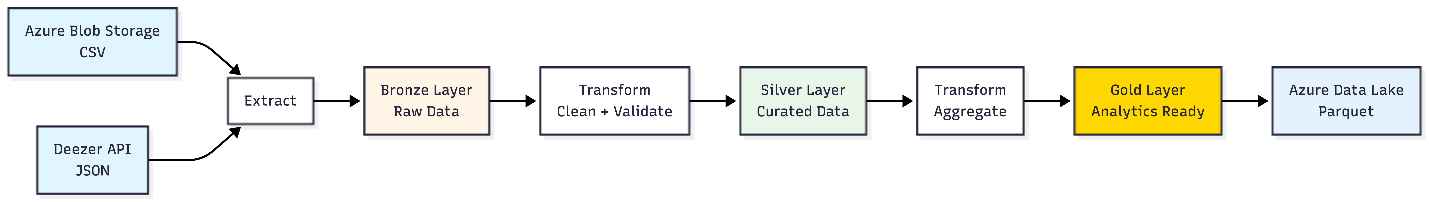 Azure Blob Storage
CSV
Deezer API
JSON
Extract
Bronze Layer
Raw Data
Transform
Clean + Validate
Silver Layer
Curated Data
Transform
Aggregate
Gold Layer
Analytics Ready
Azure Data Lake
Parquet